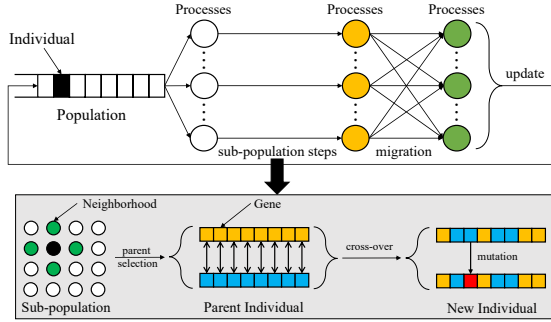 Processes
Processes
Processes
Individual
update
Population
sub-population steps
migration
Neighborhood
Gene
parent
selection
cross-over
mutation
Sub-population
Parent Individual
New Individual